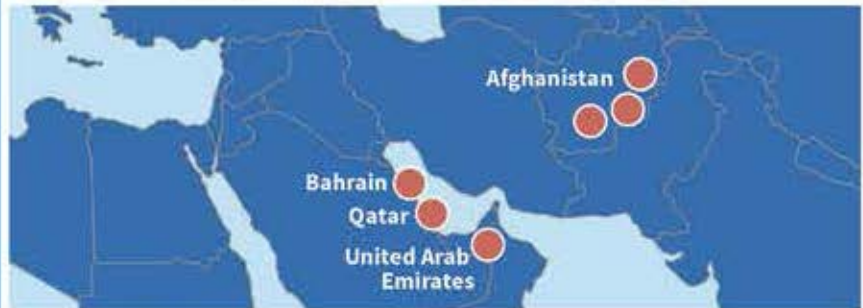 Afghanistan
Bahrain
Qatar
United Arab
Emirates